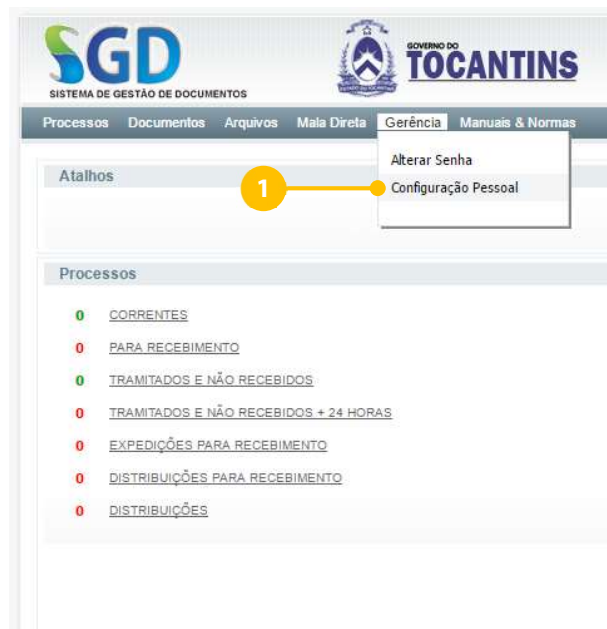 SGD
SISTEMA DE GESTÃO DE DOCUMENTOS
GOVERNO DO
TOCANTINS
Processos Documentos Arquivos Mala Direta Gerência Manuais & Normas
Alterar Senha
Configuração Pessoal
1
Atalhos
Processos
0 CORRENTES
0 PARA RECEBIMENTO
0 TRAMITADOS E NÃO RECEBIDOS
0 TRAMITADOS E NÃO RECEBIDOS + 24 HORAS
0 EXPEDIÇÕES PARA RECEBIMENTO
0 DISTRIBUIÇÕES PARA RECEBIMENTO
0 DISTRIBUIÇÕES